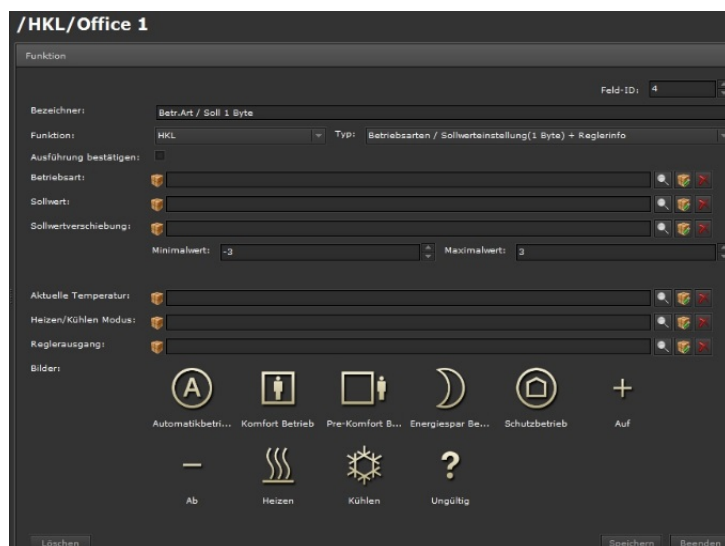 /HKL/Office 1
Funktion
Feld-ID: 4
Bezeichner: Betr.Art / Soll 1 Byte
Funktion: HKL Typ: Betriebsarten / Sollwerteinstellung(1 Byte) + Reglerinfo
Ausführung bestätigen:
Betriebsart:
Sollwert:
Sollwertverschiebung:
Minimalwert: -3 Maximalwert: 3
Aktuelle Temperatur:
Heizen/Kühlen Modus:
Reglerausgang:
Bilder:
A
Automatikbetri... Komfort Betrieb Pre-Komfort B... Energiespar Be... Schutzbetrieb Auf
Ab Heizen Kühlen Ungültig
Löschen Speichern Beenden